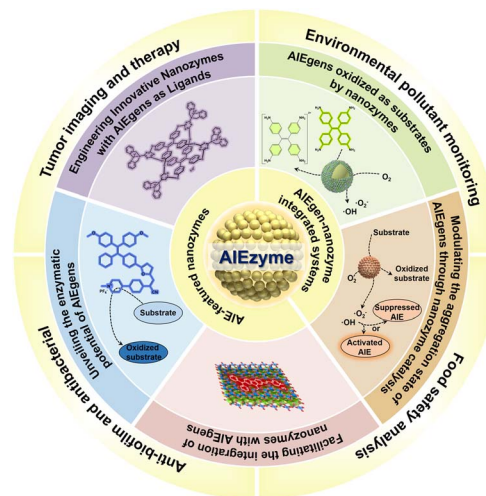 Tumor imaging and therapy
Environmental pollutant monitoring
Food safety analysis
Anti-biofilm and antibacterial
Engineering Innovative Nanozymes
with AIEgens as Ligands
AIEgens oxidized as substrates
by nanozymes
Modulating the aggregation state of
AIEgens through nanozyme catalysis
Facilitating the integration of
nanozymes with AIEgens
Unveiling the enzymatic
potential of AIEgens
AIE-featured nanozymes
AIEgen-nanozyme
integrated systems
AIEzyme
O₂
·O₂⁻
·OH
Substrate
O₂
Oxidized
substrate
·O₂⁻
·OH
or
Suppressed
AIE
Activated
AIE
Substrate
Oxidized
substrate